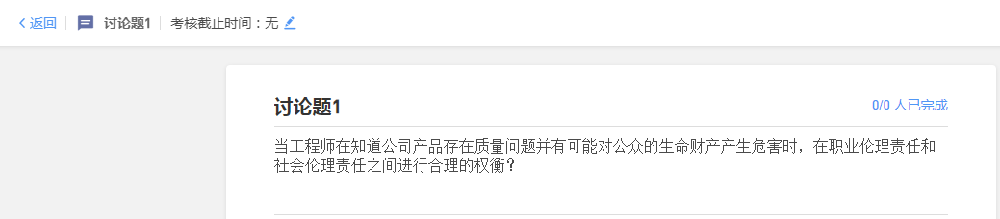 返回 讨论题1 考核截止时间：无
讨论题1 0/0 人已完成
当工程师在知道公司产品存在质量问题并有可能对公众的生命财产产生危害时，在职业伦理责任和
社会伦理责任之间进行合理的权衡？